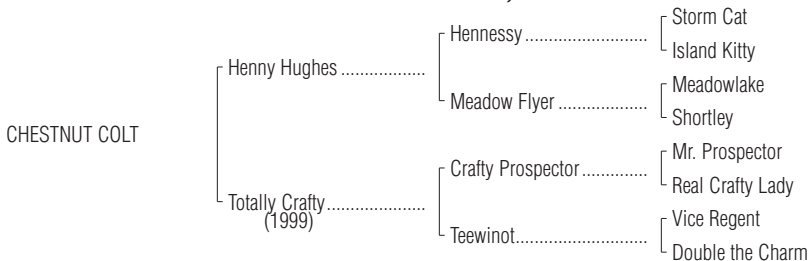 Storm Cat
Hennessy
Island Kitty
Henny Hughes
Meadowlake
Meadow Flyer
Shortley
CHESTNUT COLT
Mr. Prospector
Crafty Prospector
Real Crafty Lady
Totally Crafty
(1999)
Vice Regent
Teewinot
Double the Charm